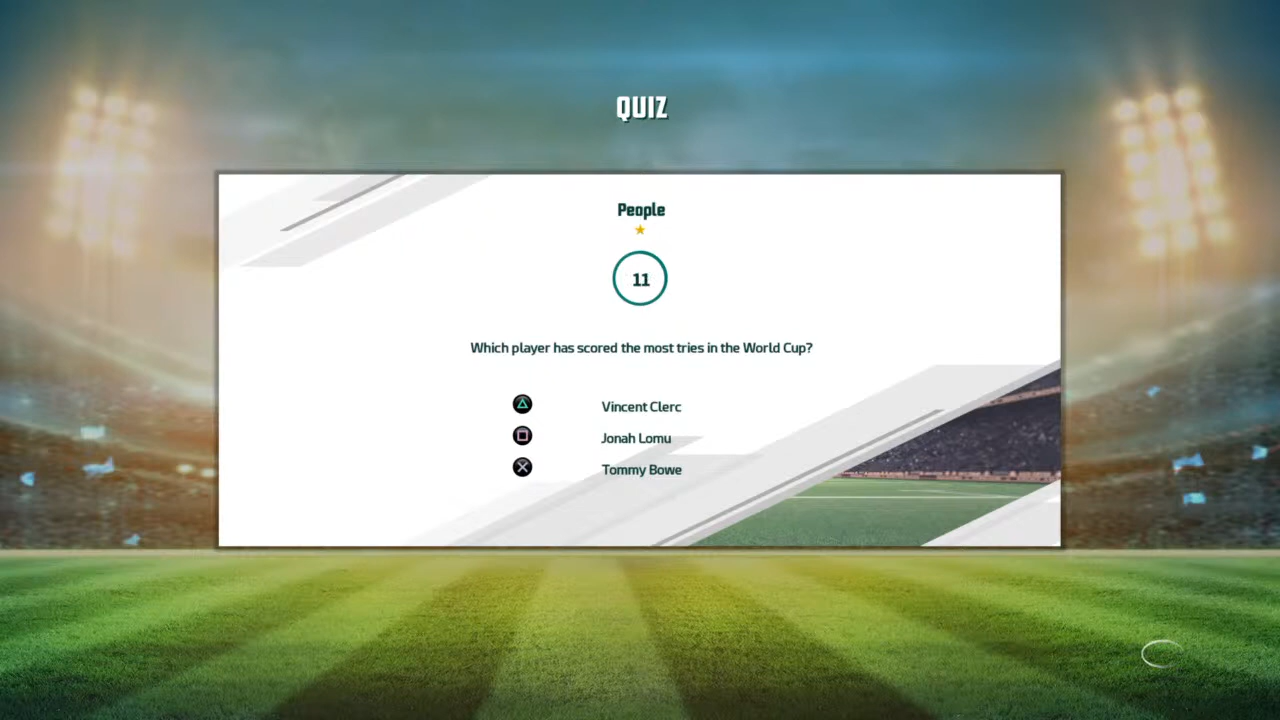 QUIZ
People
11
Which player has scored the most tries in the World Cup?
Vincent Clerc
Jonah Lomu
Tommy Bowe